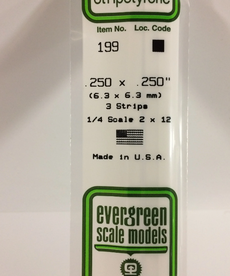 Item No. Loc. Code
199
.250 x .250"
(6.3 x 6.3 mm)
3 Strips
1/4 Scale 2 x 12
Made in U.S.A.
evergreen
scale models